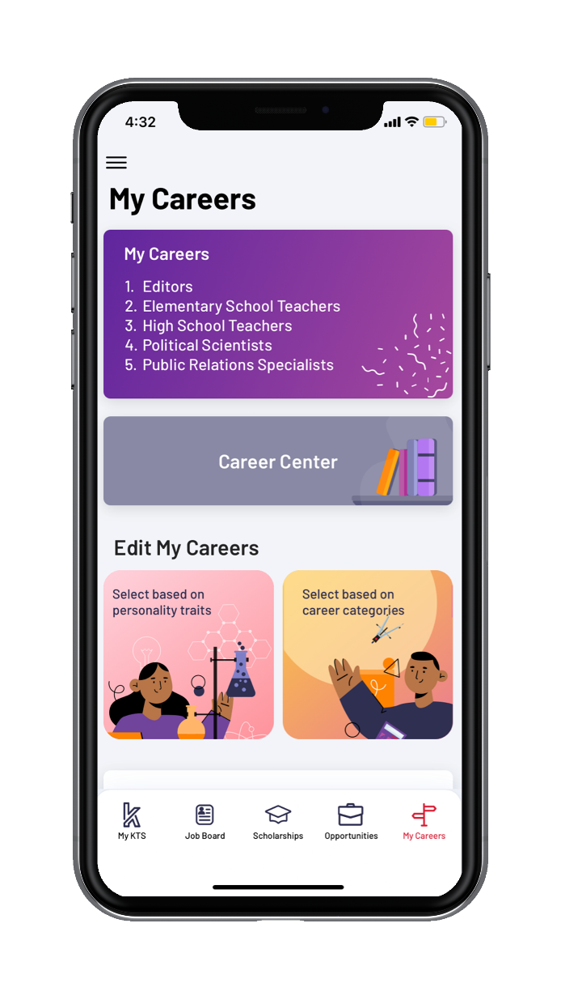 4:32
My Careers
My Careers
1. Editors
2. Elementary School Teachers
3. High School Teachers
4. Political Scientists
5. Public Relations Specialists
Career Center
Edit My Careers
Select based on
personality traits
Select based on
career categories
My KTS
Job Board
Scholarships
Opportunities
My Careers